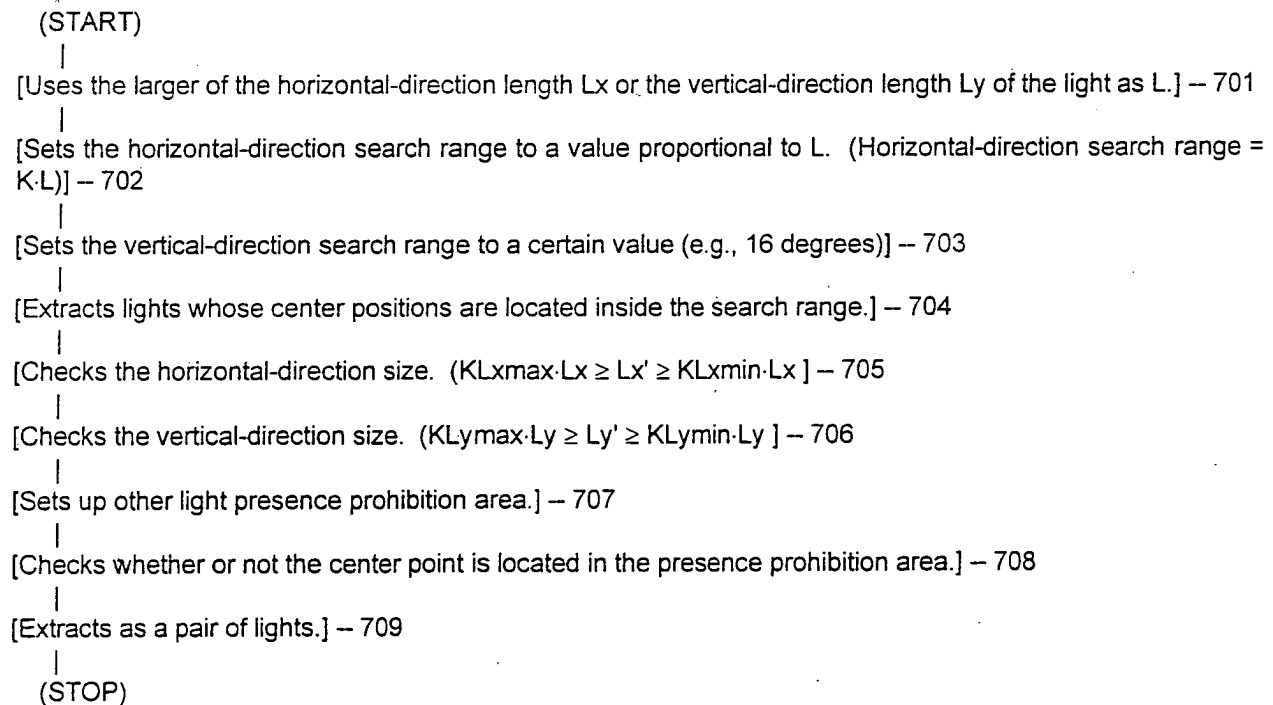 (START)
[Uses the larger of the horizontal-direction length Lx or the vertical-direction length Ly of the light as L.] – 701
[Sets the horizontal-direction search range to a value proportional to L. (Horizontal-direction search range =
K·L)] – 702
[Sets the vertical-direction search range to a certain value (e.g., 16 degrees)] – 703
[Extracts lights whose center positions are located inside the search range.] – 704
[Checks the horizontal-direction size. (KLxmax·Lx ≥ Lx' ≥ KLxmin·Lx ] – 705
[Checks the vertical-direction size. (KLymax·Ly ≥ Ly' ≥ KLymin·Ly ] – 706
[Sets up other light presence prohibition area.] – 707
[Checks whether or not the center point is located in the presence prohibition area.] – 708
[Extracts as a pair of lights.] – 709
(STOP)